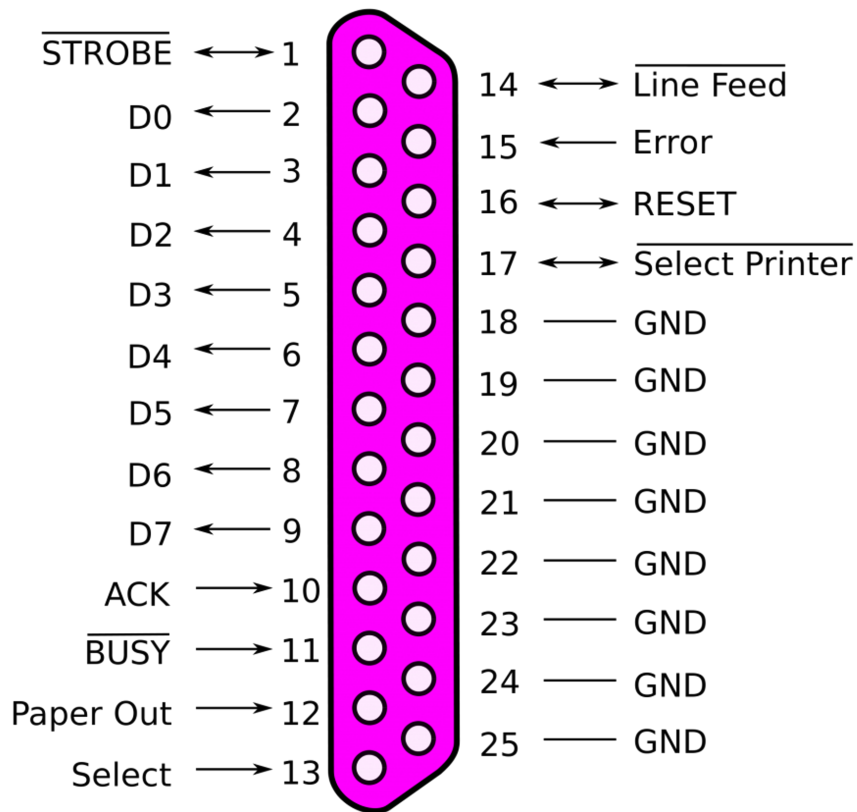 STROBE 1
D0 2
D1 3
D2 4
D3 5
D4 6
D5 7
D6 8
D7 9
ACK 10
BUSY 11
Paper Out 12
Select 13
14 Line Feed
15 Error
16 RESET
17 Select Printer
18 GND
19 GND
20 GND
21 GND
22 GND
23 GND
24 GND
25 GND